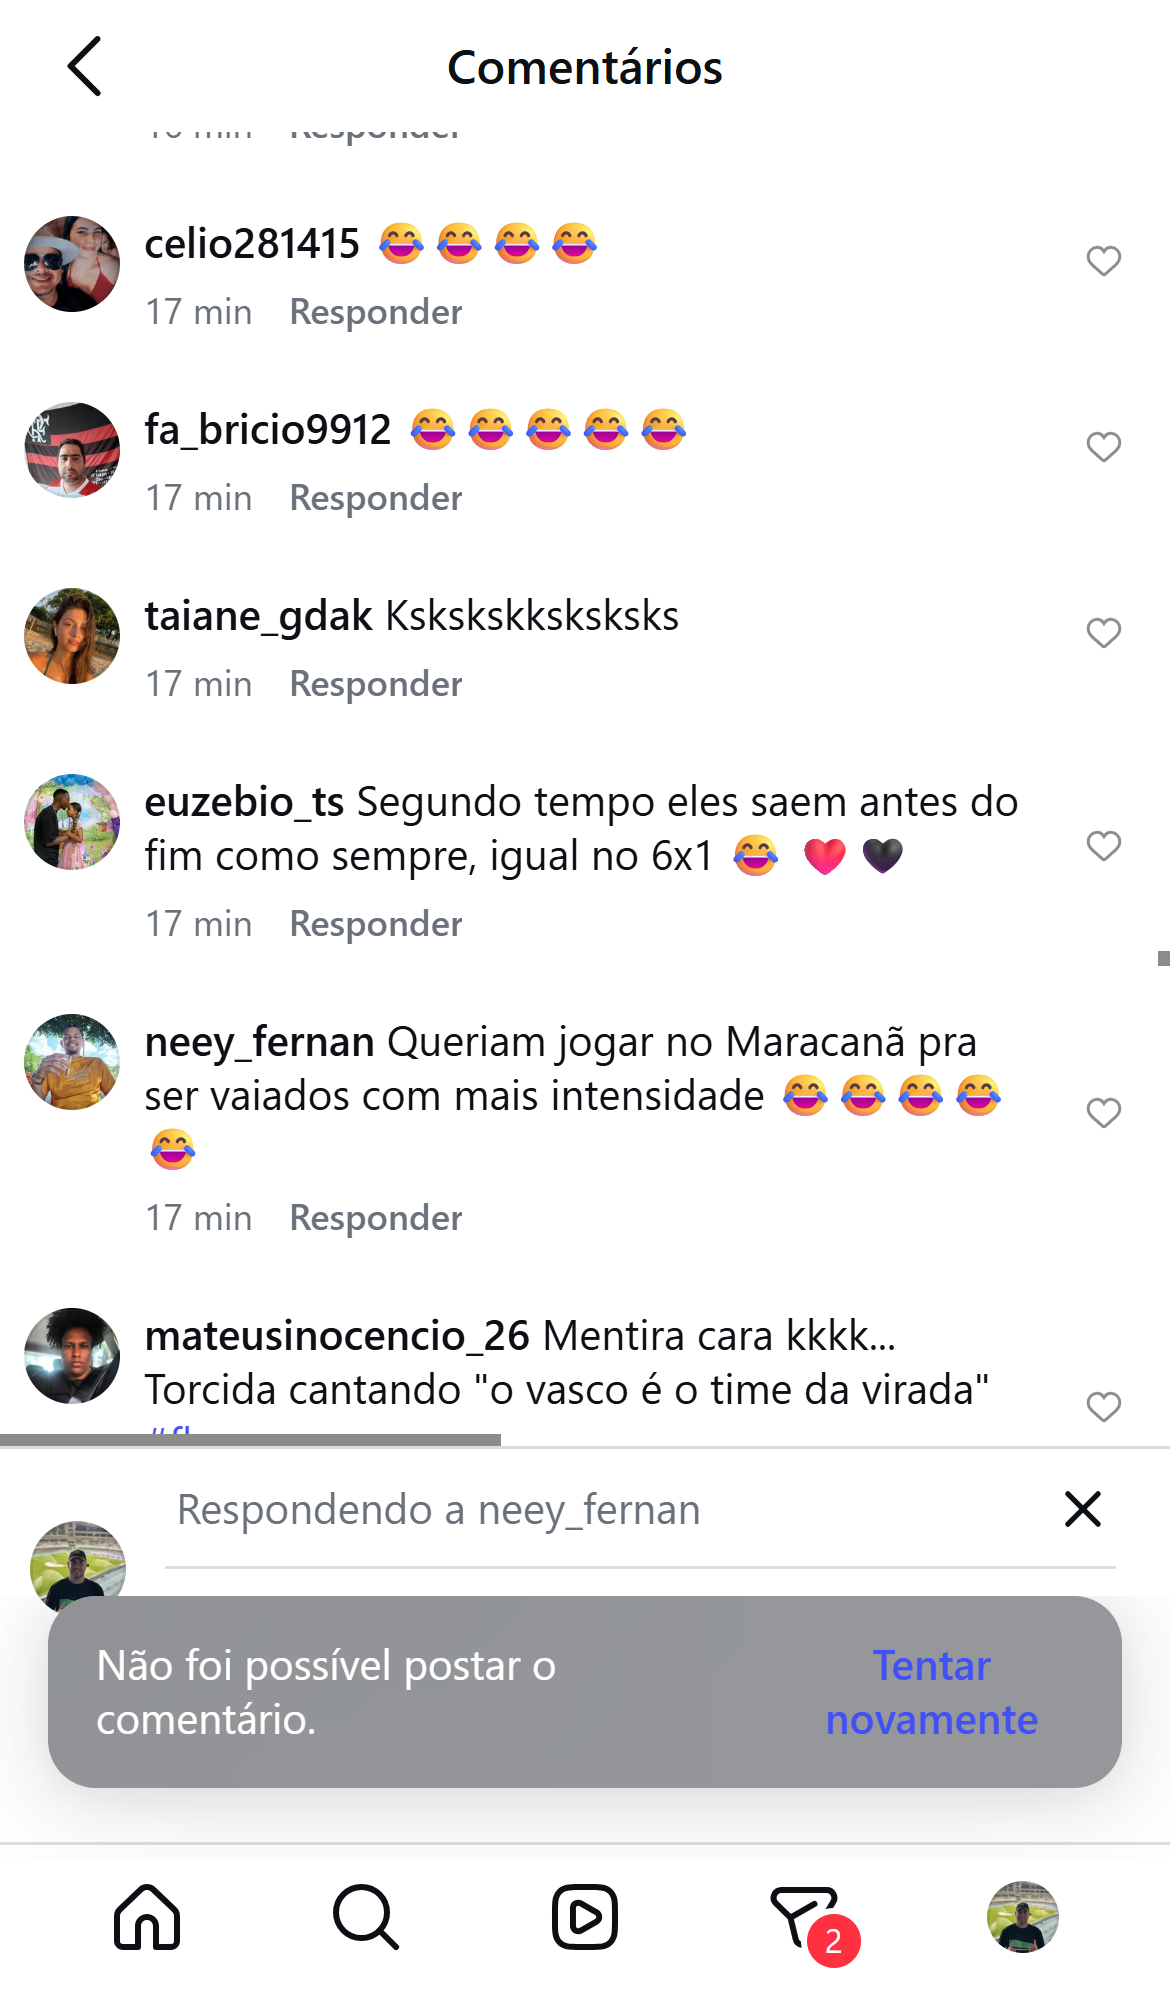 Comentários
celio281415 😂😂😂😂
17 min Responder
fa_bricio9912 😂😂😂😂😂
17 min Responder
taiane_gdak Ksksskkkskskks
17 min Responder
euzebio_ts Segundo tempo eles saem antes do
fim como sempre, igual no 6x1 😂 ❤️🖤
17 min Responder
neey_fernan Queriam jogar no Maracanã pra
ser vaiados com mais intensidade 😂😂😂😂
😂
17 min Responder
mateusinocencio_26 Mentira cara kkkk...
Torcida cantando "o vasco é o time da virada"
Respondendo a neey_fernan
Não foi possível postar o
comentário.
Tentar
novamente
2